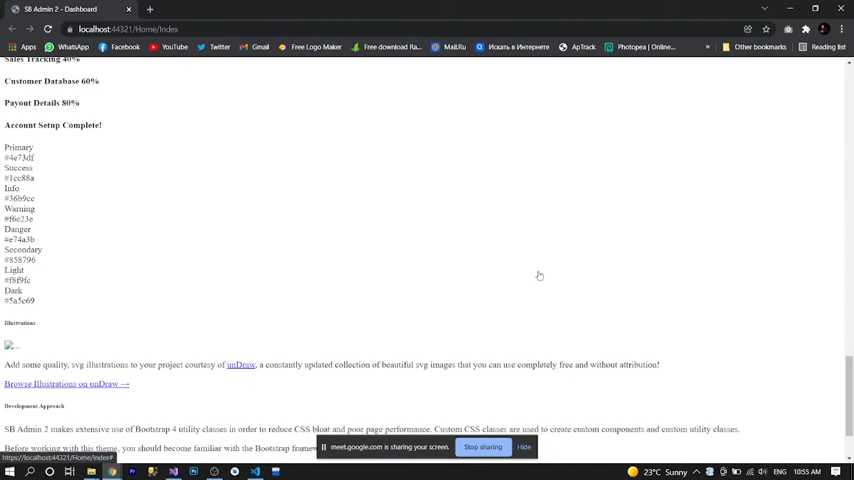 SB Admin 2 - Dashboard
localhost:44321/Home/Index
Apps WhatsApp Facebook YouTube Twitter Gmail Free Logo Maker Free download Ra... Mail.Ru Искать в Интернете ApTrack Photopea | Online... » Other bookmarks Reading list
Sales Tracking 40%
Customer Database 60%
Payout Details 80%
Account Setup Complete!
Primary
#4e73df
Success
#1cc88a
Info
#36b9cc
Warning
#f6c23e
Danger
#e74a3b
Secondary
#858796
Light
#f8f9fc
Dark
#5a5c69
Illustrations
...
Add some quality, svg illustrations to your project courtesy of unDraw, a constantly updated collection of beautiful svg images that you can use completely free and without attribution!
Browse Illustrations on unDraw →
Development Approach
SB Admin 2 makes extensive use of Bootstrap 4 utility classes in order to reduce CSS bloat and poor page performance. Custom CSS classes are used to create custom components and custom utility classes.
Before working with this theme, you should become familiar with the Bootstrap framew
meet.google.com is sharing your screen. Stop sharing Hide
https://localhost:44321/Home/Index#
23°C Sunny ENG 10:55 AM